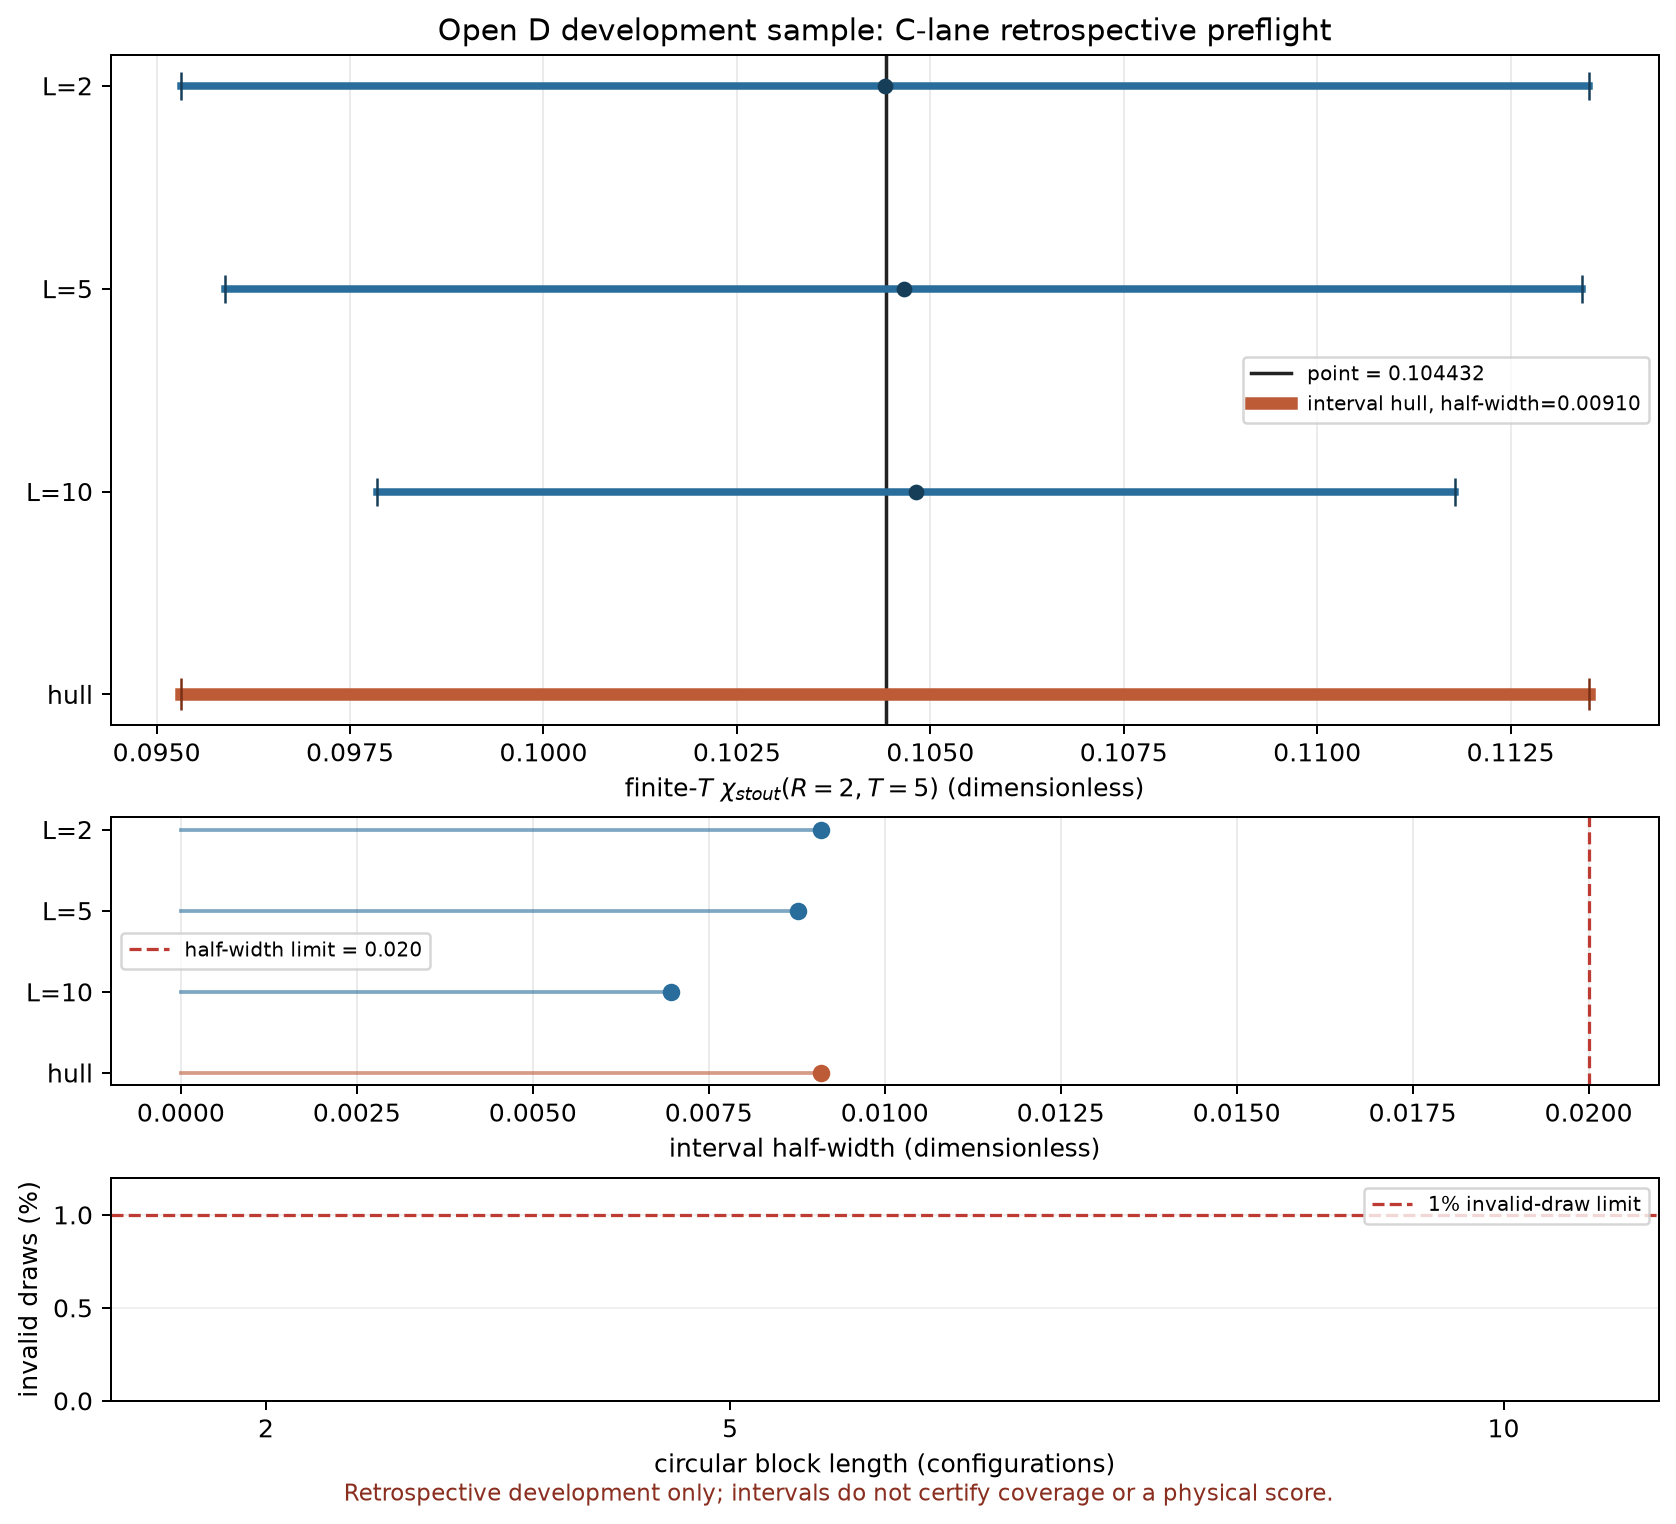 Open D development sample: C-lane retrospective preflight
L=2
L=5
L=10
hull
point = 0.104432
interval hull, half-width=0.00910
0.0950 0.0975 0.1000 0.1025 0.1050 0.1075 0.1100 0.1125
finite-T χstout(R = 2, T = 5) (dimensionless)
L=2
L=5
half-width limit = 0.020
L=10
hull
0.0000 0.0025 0.0050 0.0075 0.0100 0.0125 0.0150 0.0175 0.0200
interval half-width (dimensionless)
invalid draws (%)
1% invalid-draw limit
1.0
0.5
0.0
2 5 10
circular block length (configurations)
Retrospective development only; intervals do not certify coverage or a physical score.